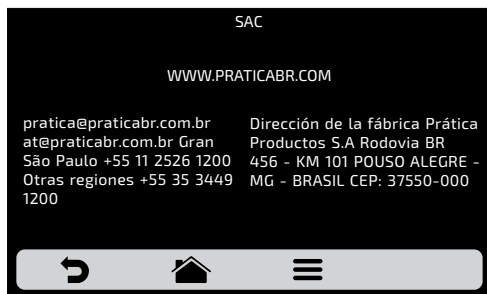 SAC
WWW.PRATICABR.COM
pratica@praticabr.com.br
at@praticabr.com.br Gran
São Paulo +55 11 2526 1200
Otras regiones +55 35 3449
1200
Dirección de la fábrica Prática
Productos S.A Rodovia BR
456 - KM 101 POUSO ALEGRE -
MG - BRASIL CEP: 37550-000